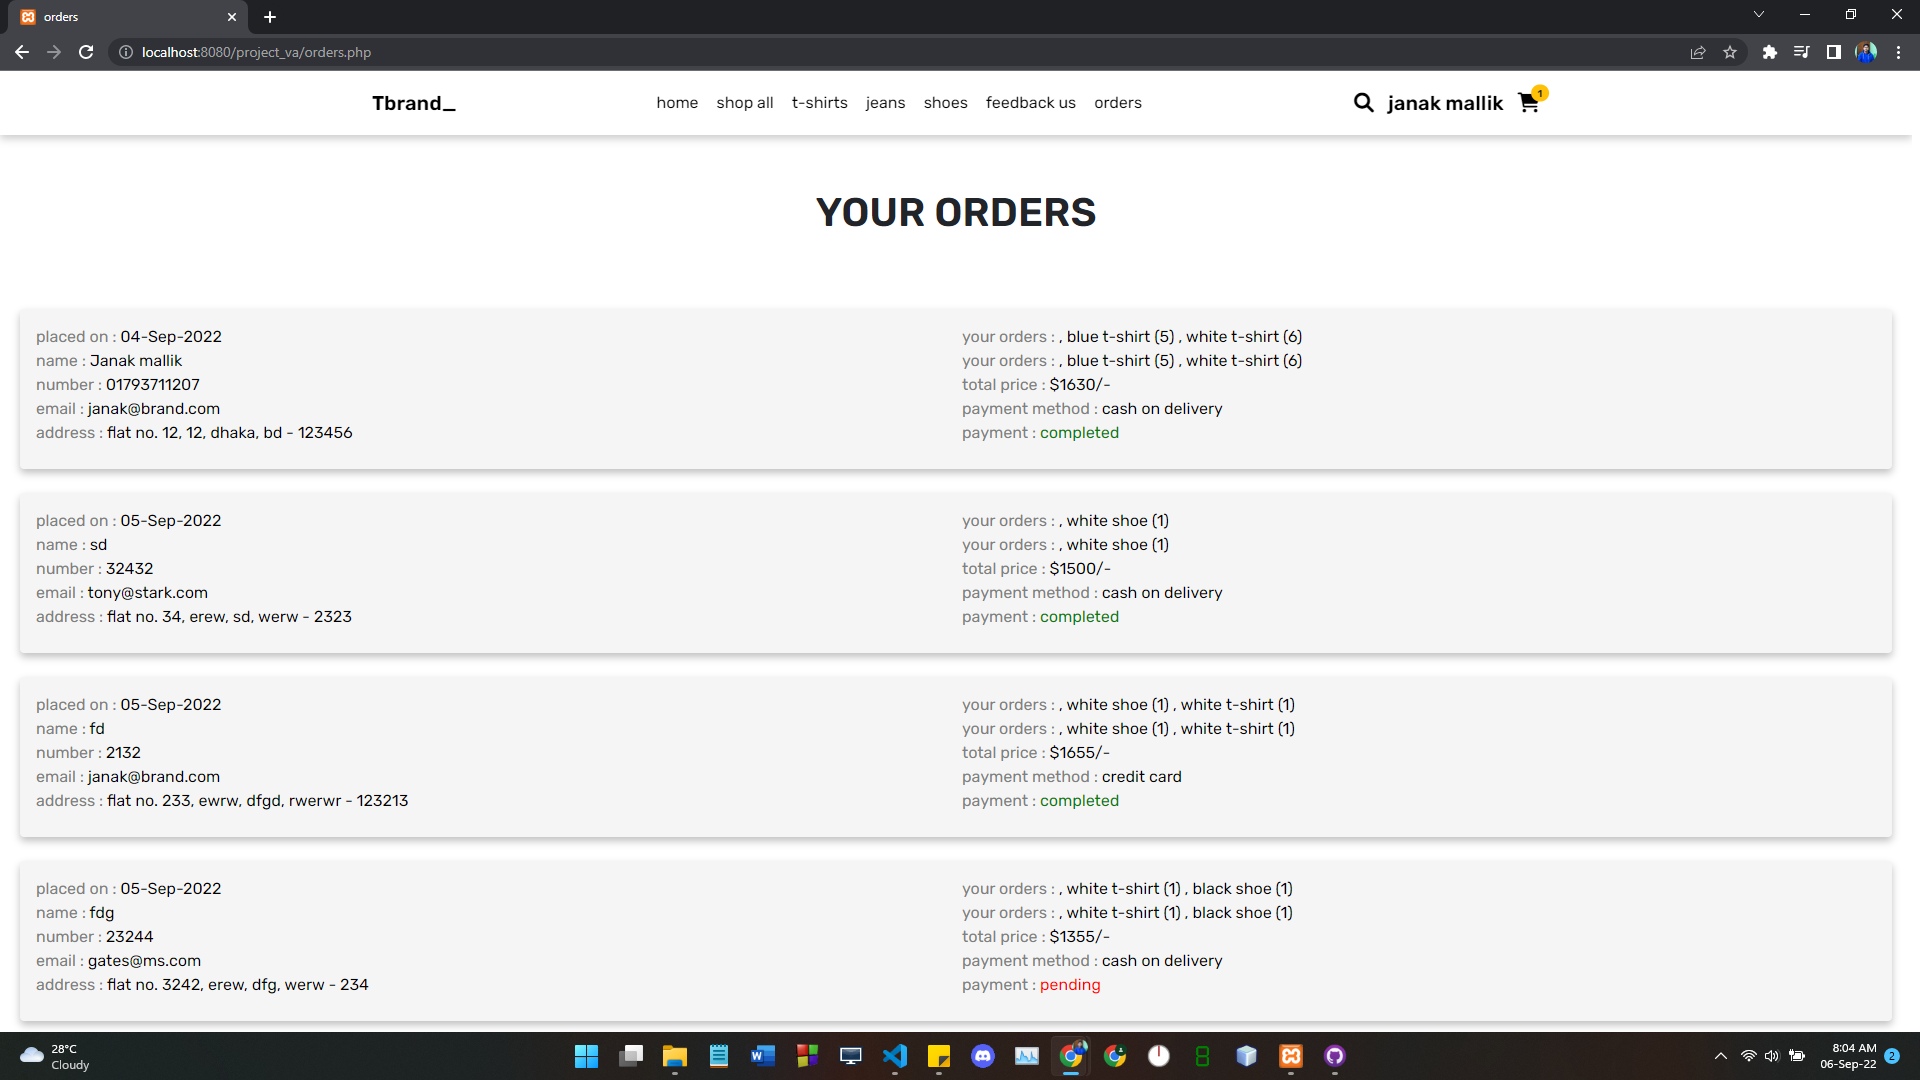 orders
localhost:8080/project_va/orders.php
Tbrand_
home shop all t-shirts jeans shoes feedback us orders
janak mallik 1
YOUR ORDERS
placed on : 04-Sep-2022
name : Janak mallik
number : 01793711207
email : janak@brand.com
address : flat no. 12, 12, dhaka, bd - 123456
your orders : , blue t-shirt (5) , white t-shirt (6)
your orders : , blue t-shirt (5) , white t-shirt (6)
total price : $1630/-
payment method : cash on delivery
payment : completed
placed on : 05-Sep-2022
name : sd
number : 32432
email : tony@stark.com
address : flat no. 34, erew, sd, werw - 2323
your orders : , white shoe (1)
your orders : , white shoe (1)
total price : $1500/-
payment method : cash on delivery
payment : completed
placed on : 05-Sep-2022
name : fd
number : 2132
email : janak@brand.com
address : flat no. 233, ewrw, dfgd, rwerwr - 123213
your orders : , white shoe (1) , white t-shirt (1)
your orders : , white shoe (1) , white t-shirt (1)
total price : $1655/-
payment method : credit card
payment : completed
placed on : 05-Sep-2022
name : fdg
number : 23244
email : gates@ms.com
address : flat no. 3242, erew, dfg, werw - 234
your orders : , white t-shirt (1) , black shoe (1)
your orders : , white t-shirt (1) , black shoe (1)
total price : $1355/-
payment method : cash on delivery
payment : pending
28°C
Cloudy
8:04 AM
06-Sep-22
2